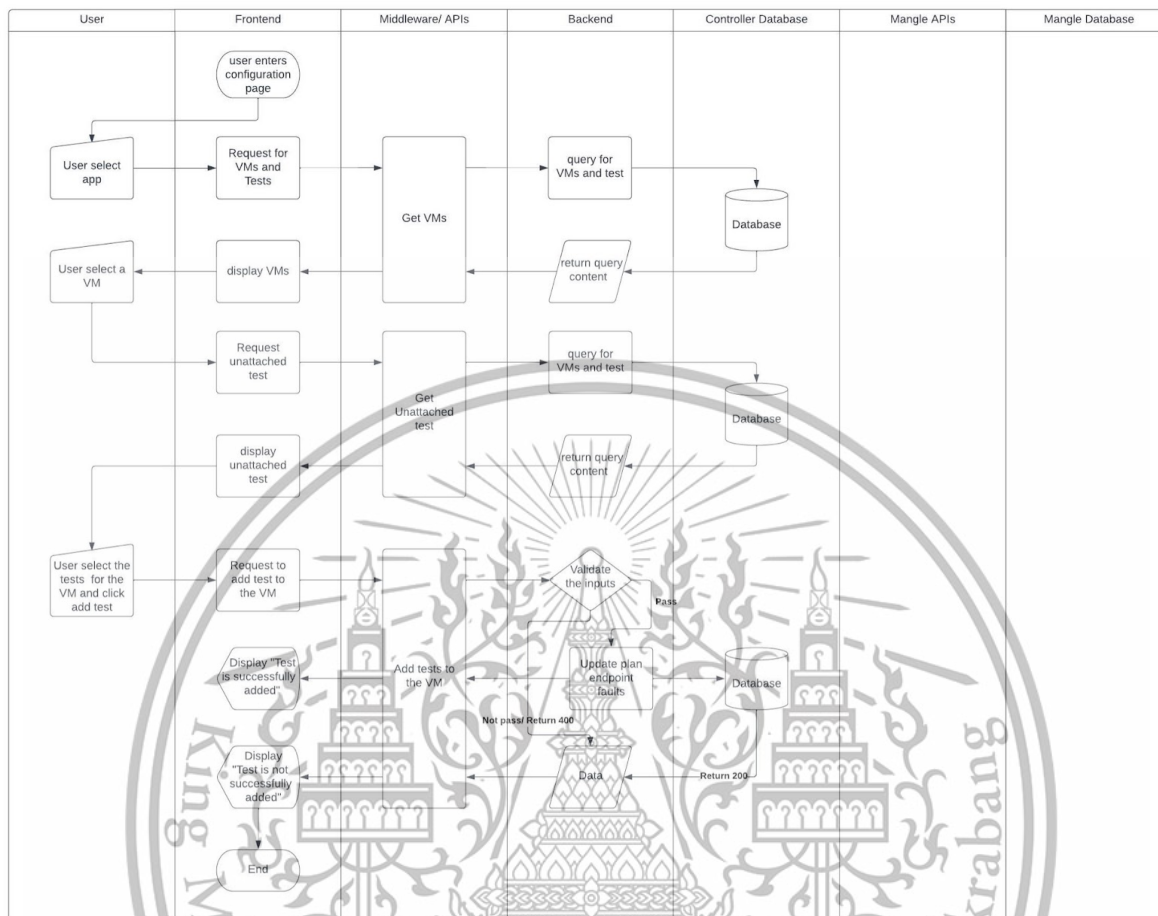 User
Frontend
Middleware/ APIs
Backend
Controller Database
Mangle APIs
Mangle Database
user enters
configuration
page
User select
app
Request for
VMs and
Tests
Get VMs
query for
VMs and test
Database
User select a
VM
display VMs
return query
content
Request
unattached
test
Get
Unattached
test
query for
VMs and test
Database
display
unattached
test
return query
content
User select the
tests for the
VM and click
add test
Request to
add test to
the VM
Add tests to
the VM
Validate
the inputs
Pass
Display "Test
is successfully
added"
Update plan
endpoint
faults
Database
Not pass/ Return 400
Display
"Test is not
successfully
added"
Data
Return 200
End
King M
krabang